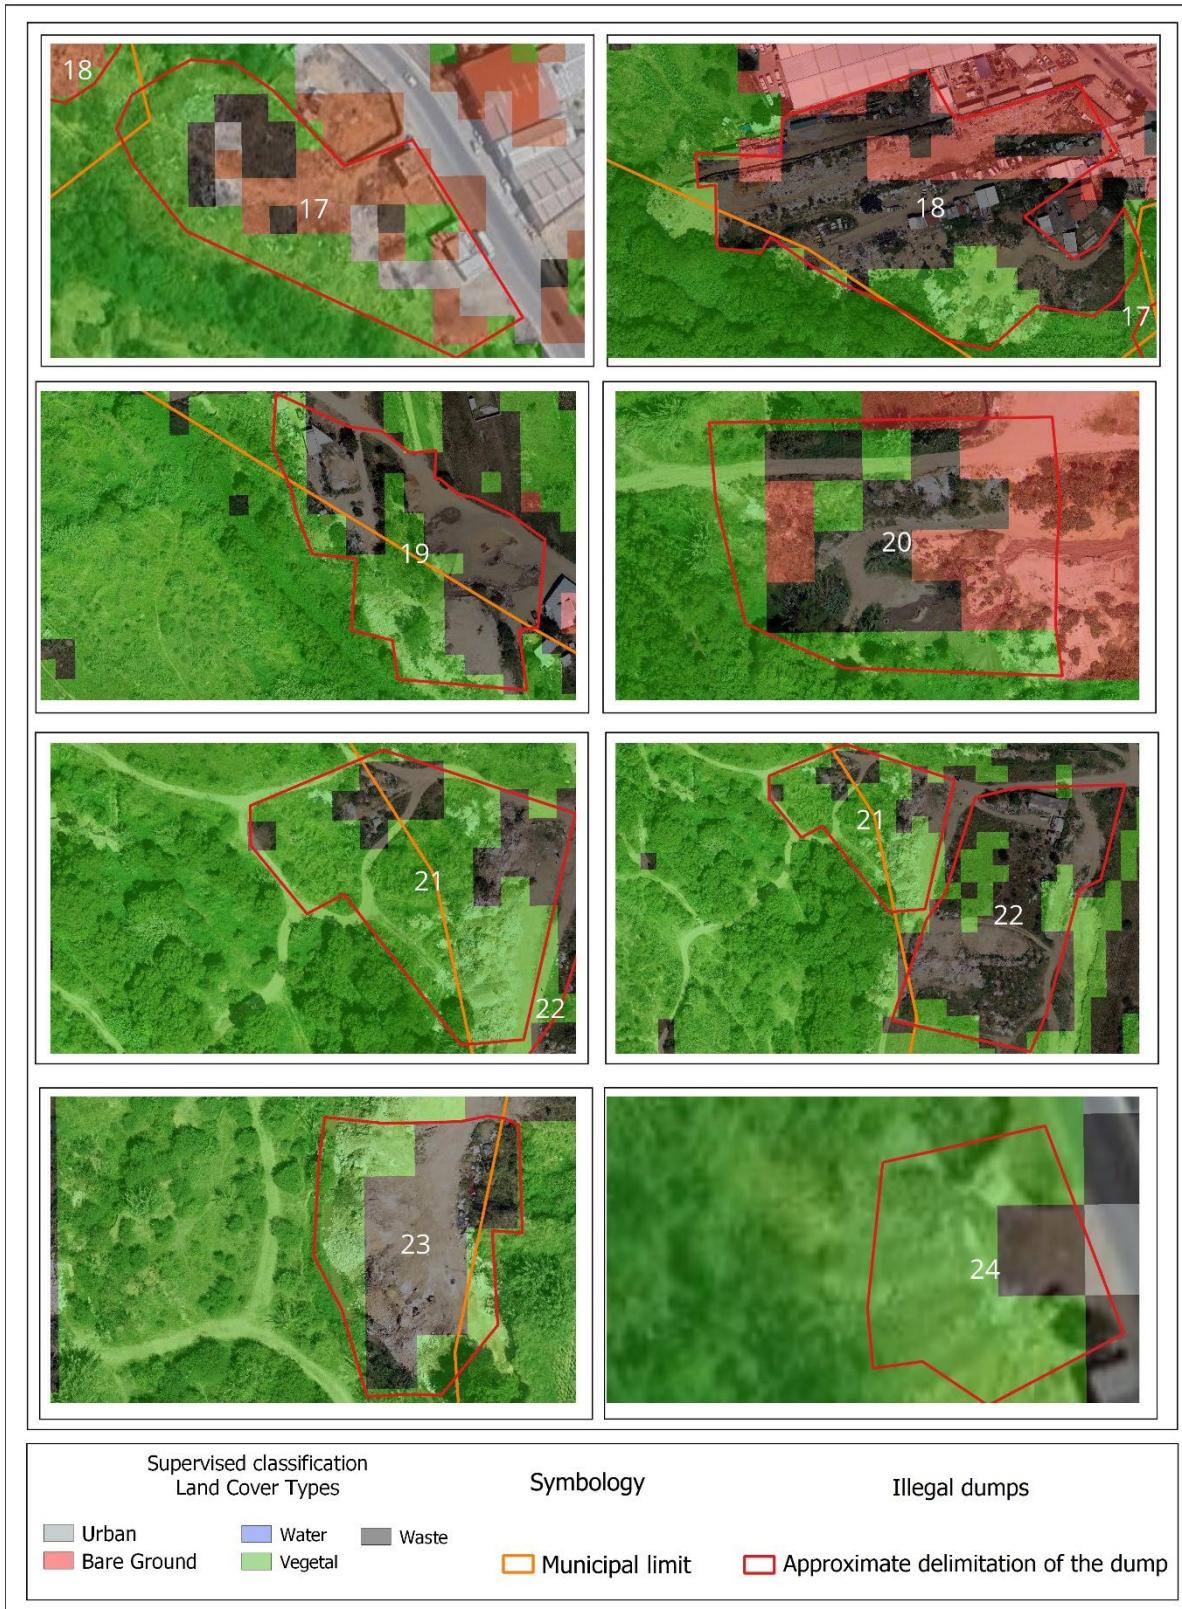 18
17
18
17
19
20
21
22
21
22
23
24
Supervised classification
Land Cover Types
Symbology
Illegal dumps
Urban
Water
Waste
Bare Ground
Vegetal
Municipal limit
Approximate delimitation of the dump